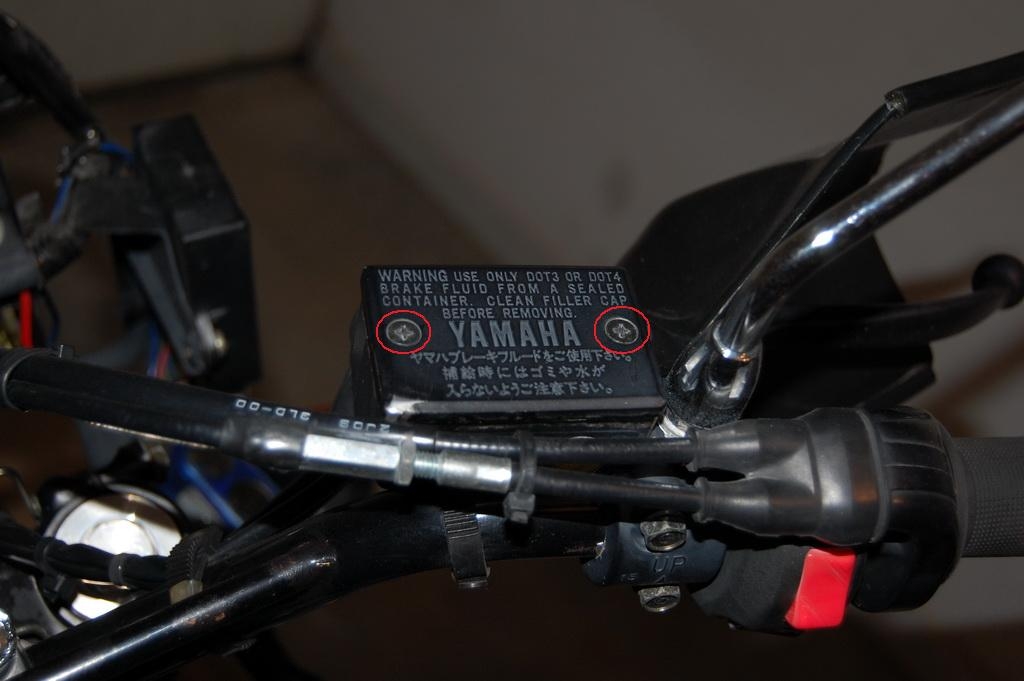 WARNING USE ONLY DOT3 OR DOT4
BRAKE FLUID FROM A SEALED
CONTAINER. CLEAN FILLER CAP
BEFORE REMOVING.
YAMAHA
ヤマハブレーキフルードをご使用下さい。
補給時にはゴミや水が
入らないようご注意下さい。
3LD-00
UP